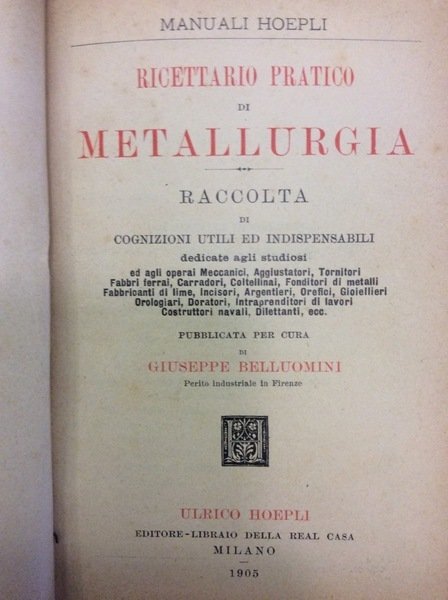 MANUALI HOEPLI
RICETTARIO PRATICO
DI
METALLURGIA
RACCOLTA
DI
COGNIZIONI UTILI ED INDISPENSABILI
dedicate agli studiosi
ed agli operai Meccanici, Aggiustatori, Tornitori
Fabbri ferrai, Carradori, Coltellinai, Fonditori di metalli
Fabbricanti di lime, Incisori, Argentieri, Orefici, Gioiellieri
Orologiari, Doratori, Intraprenditori di lavori
Costruttori navali, Dilettanti, ecc.
PUBBLICATA PER CURA
DI
GIUSEPPE BELLUOMINI
Perito industriale in Firenze
ULRICO HOEPLI
EDITORE-LIBRAIO DELLA REAL CASA
MILANO
1905